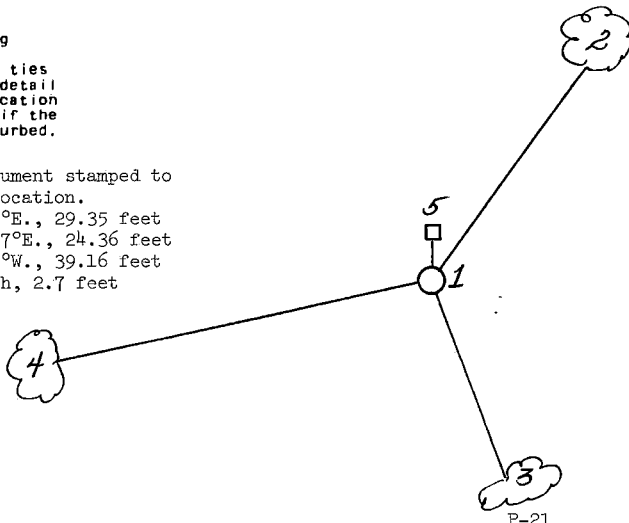 g
ties
detail
cation
if the
urbed.
ument stamped to
ocation.
°E., 29.35 feet
7°E., 24.36 feet
°W., 39.16 feet
h, 2.7 feet
2
5
1
4
3
P-21